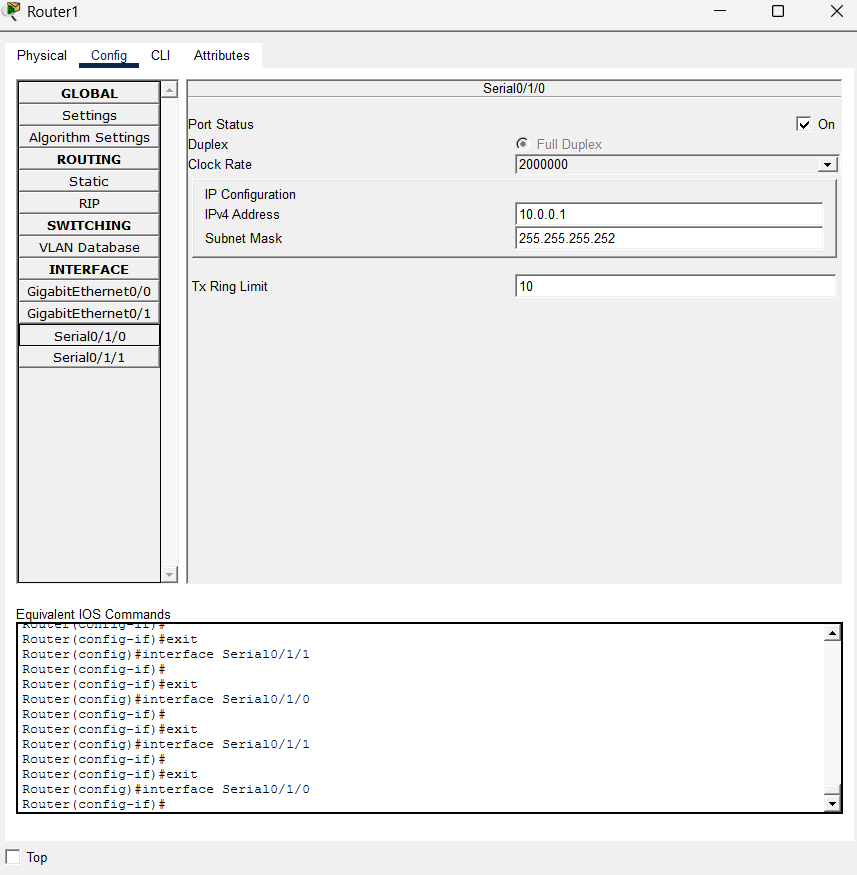 Router1
Physical Config CLI Attributes
GLOBAL
Settings
Algorithm Settings
ROUTING
Static
RIP
SWITCHING
VLAN Database
INTERFACE
GigabitEthernet0/0
GigabitEthernet0/1
Serial0/1/0
Serial0/1/1
Serial0/1/0
Port Status On
Duplex Full Duplex
Clock Rate 2000000
IP Configuration
IPv4 Address 10.0.0.1
Subnet Mask 255.255.255.252
Tx Ring Limit 10
Equivalent IOS Commands
Router(config-if)#
Router(config-if)#exit
Router(config)#interface Serial0/1/1
Router(config-if)#
Router(config-if)#exit
Router(config)#interface Serial0/1/0
Router(config-if)#
Router(config-if)#exit
Router(config)#interface Serial0/1/1
Router(config-if)#
Router(config-if)#exit
Router(config)#interface Serial0/1/0
Router(config-if)#
Top